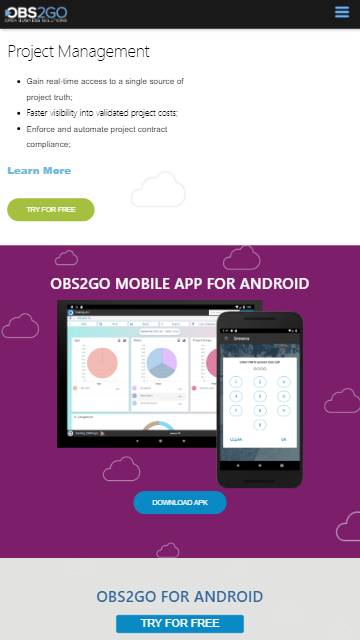 OBS2GO
OPEN BUSINESS SOLUTIONS
Project Management
Gain real-time access to a single source of
project truth;
Faster visibility into validated project costs;
Enforce and automate project contract
compliance;
Learn More
TRY FOR FREE
OBS2GO MOBILE APP FOR ANDROID
CLEAR
OK
DOWNLOAD APK
OBS2GO FOR ANDROID
TRY FOR FREE